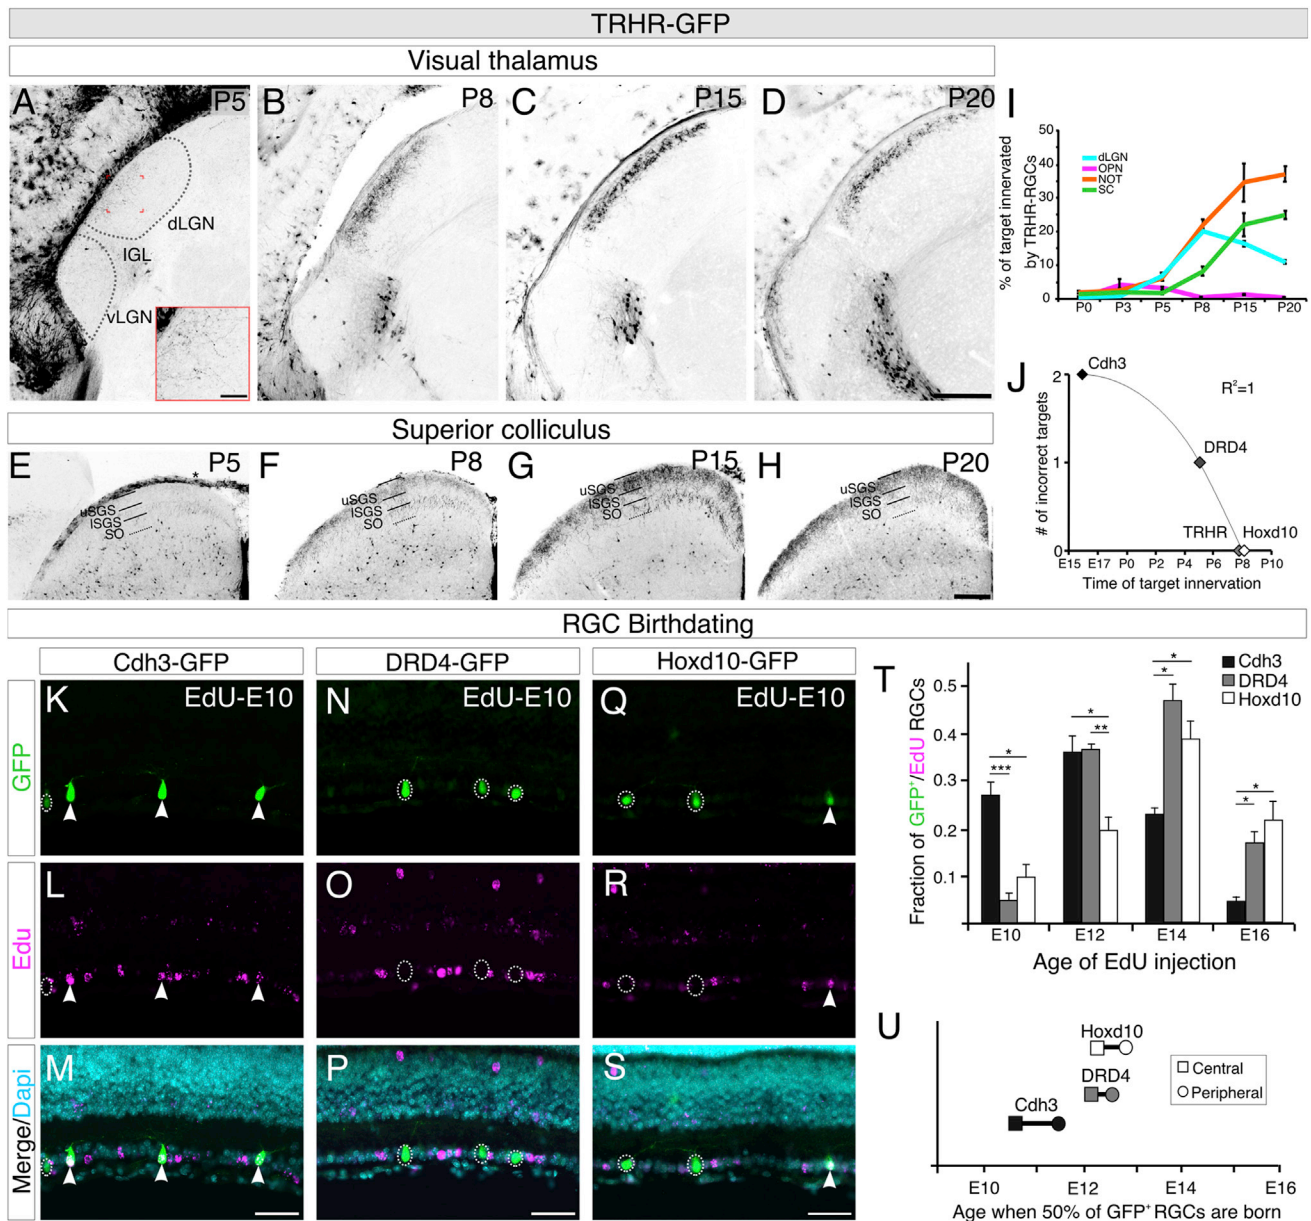 TRHR-GFP
Visual thalamus
A
P5
dLGN
IGL
vLGN
B
P8
C
P15
D
P20
I
% of target innervated
by TRHR-RGCs
50
40
30
20
10
0
dLGN
OPN
NOT
SC
P0 P3 P5 P8 P15 P20
J
# of incorrect targets
2
1
0
Cdh3
R²=1
DRD4
TRHR
Hoxd10
E15 E17 P0 P2 P4 P6 P8 P10
Time of target innervation
Superior colliculus
E
P5
*
uSGS
lSGS
SO
F
P8
uSGS
lSGS
SO
G
P15
uSGS
lSGS
SO
H
P20
uSGS
lSGS
SO
RGC Birthdating
Cdh3-GFP
DRD4-GFP
Hoxd10-GFP
GFP
K
EdU-E10
N
EdU-E10
Q
EdU-E10
Edu
L
O
R
Merge/Dapi
M
P
S
T
Fraction of GFP⁺/EdU RGCs
0.5
0.4
0.3
0.2
0.1
Cdh3
DRD4
Hoxd10
*
***
*
**
*
*
*
*
E10 E12 E14 E16
Age of EdU injection
U
Hoxd10
DRD4
Cdh3
Central
Peripheral
E10 E12 E14 E16
Age when 50% of GFP⁺ RGCs are born